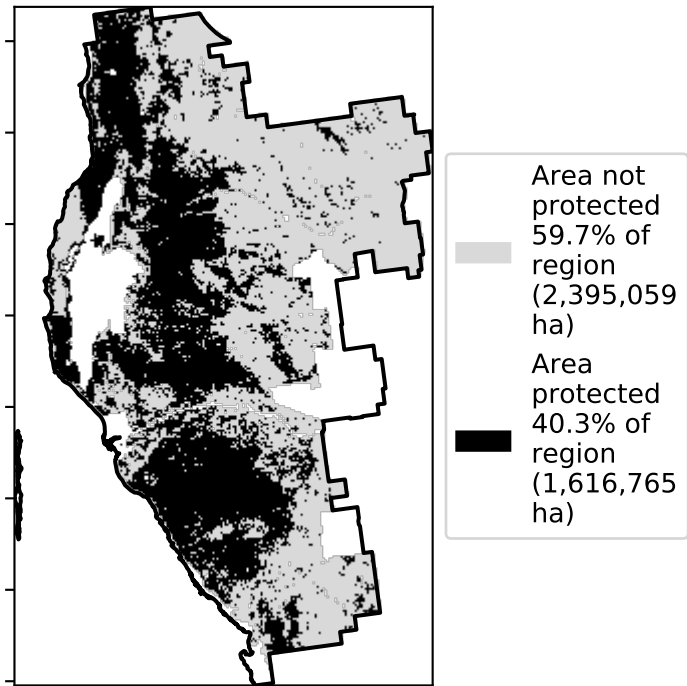 Area not
protected
59.7% of
region
(2,395,059
ha)
Area
protected
40.3% of
region
(1,616,765
ha)